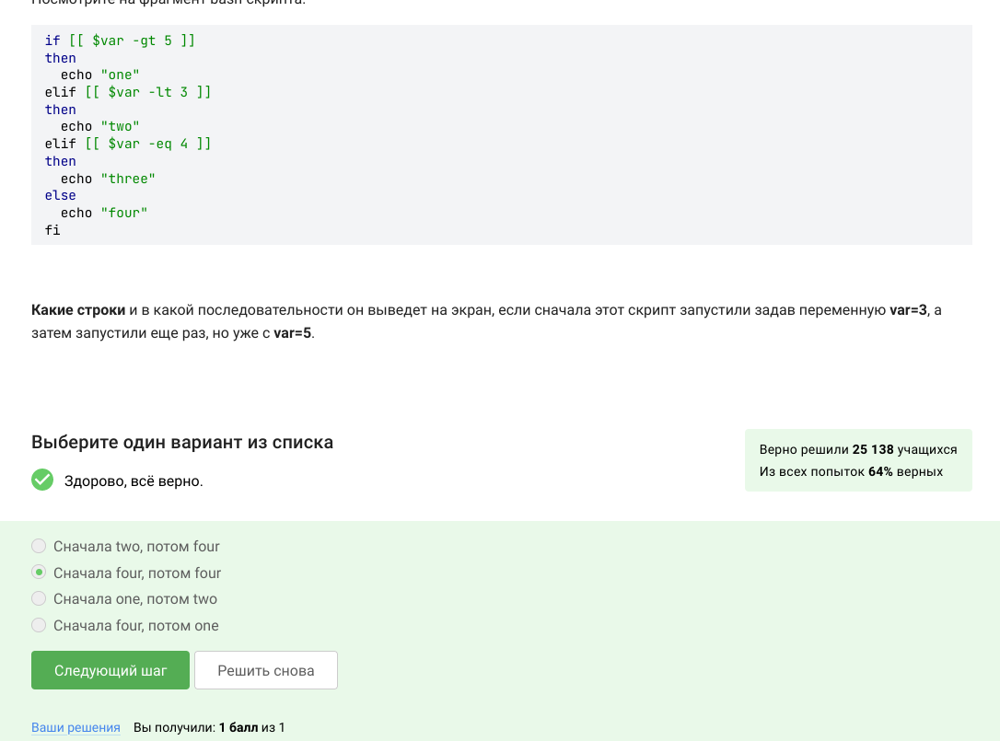 Посмотрите на фрагмент bash скрипта:
if [[ $var -gt 5 ]]
then
  echo "one"
elif [[ $var -lt 3 ]]
then
  echo "two"
elif [[ $var -eq 4 ]]
then
  echo "three"
else
  echo "four"
fi
Какие строки и в какой последовательности он выведет на экран, если сначала этот скрипт запустили задав переменную var=3, а
затем запустили еще раз, но уже с var=5.
Выберите один вариант из списка
Здорово, всё верно.
Верно решили 25 138 учащихся
Из всех попыток 64% верных
Сначала two, потом four
Сначала four, потом four
Сначала one, потом two
Сначала four, потом one
Следующий шаг
Решить снова
Ваши решения Вы получили: 1 балл из 1